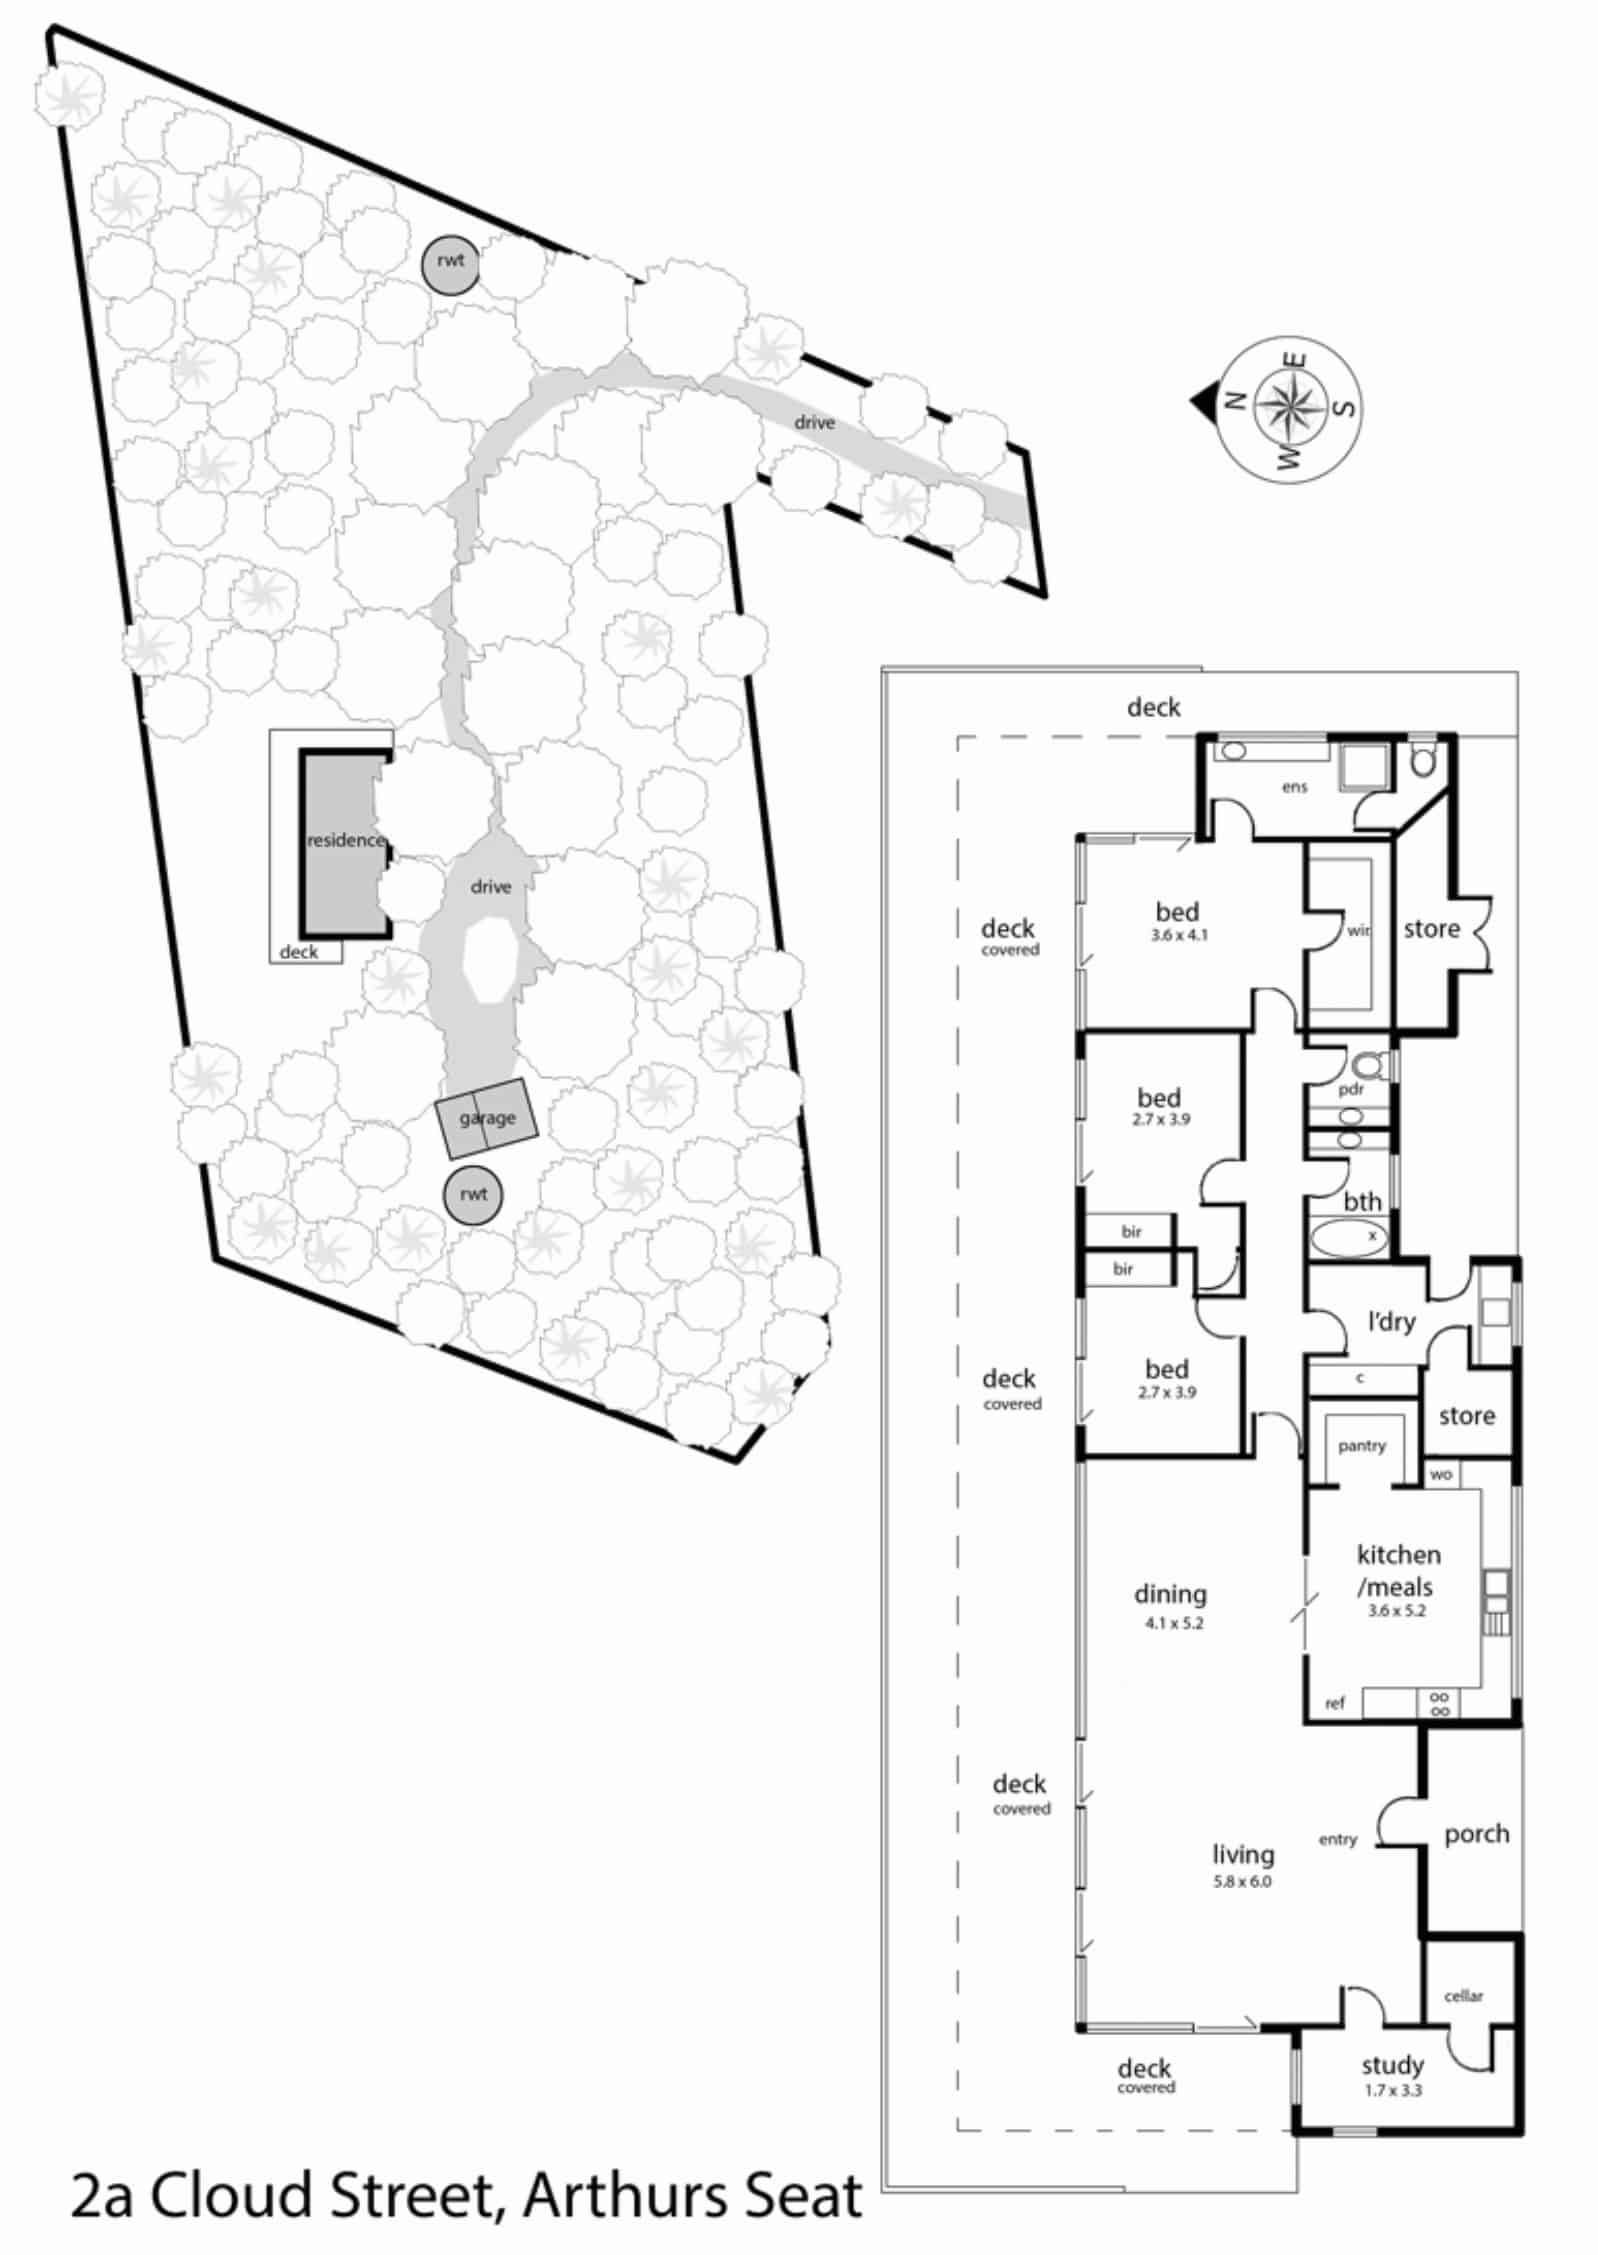 rwt
drive
residence
drive
deck
garage
rwt
E
N
S
W
deck
ens
bed
3.6 x 4.1
wir
store
deck
covered
bed
2.7 x 3.9
pdr
bth
x
bir
bir
l'dry
bed
2.7 x 3.9
deck
covered
c
store
pantry
wo
kitchen
/meals
3.6 x 5.2
dining
4.1 x 5.2
ref
deck
covered
entry
porch
living
5.8 x 6.0
cellar
deck
covered
study
1.7 x 3.3
2a Cloud Street, Arthurs Seat